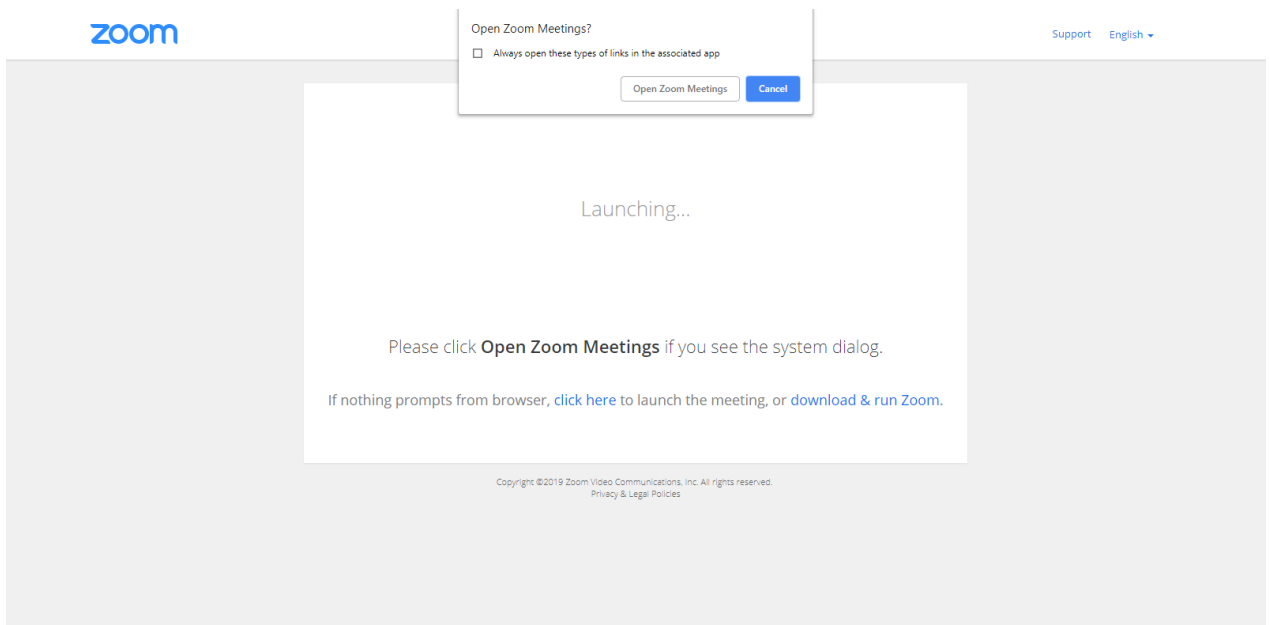 zoom
Open Zoom Meetings?
Always open these types of links in the associated app
Open Zoom Meetings
Cancel
Support
English
Launching...
Please click Open Zoom Meetings if you see the system dialog.
If nothing prompts from browser, click here to launch the meeting, or download & run Zoom.
Copyright ©2019 Zoom Video Communications, Inc. All rights reserved.
Privacy & Legal Policies